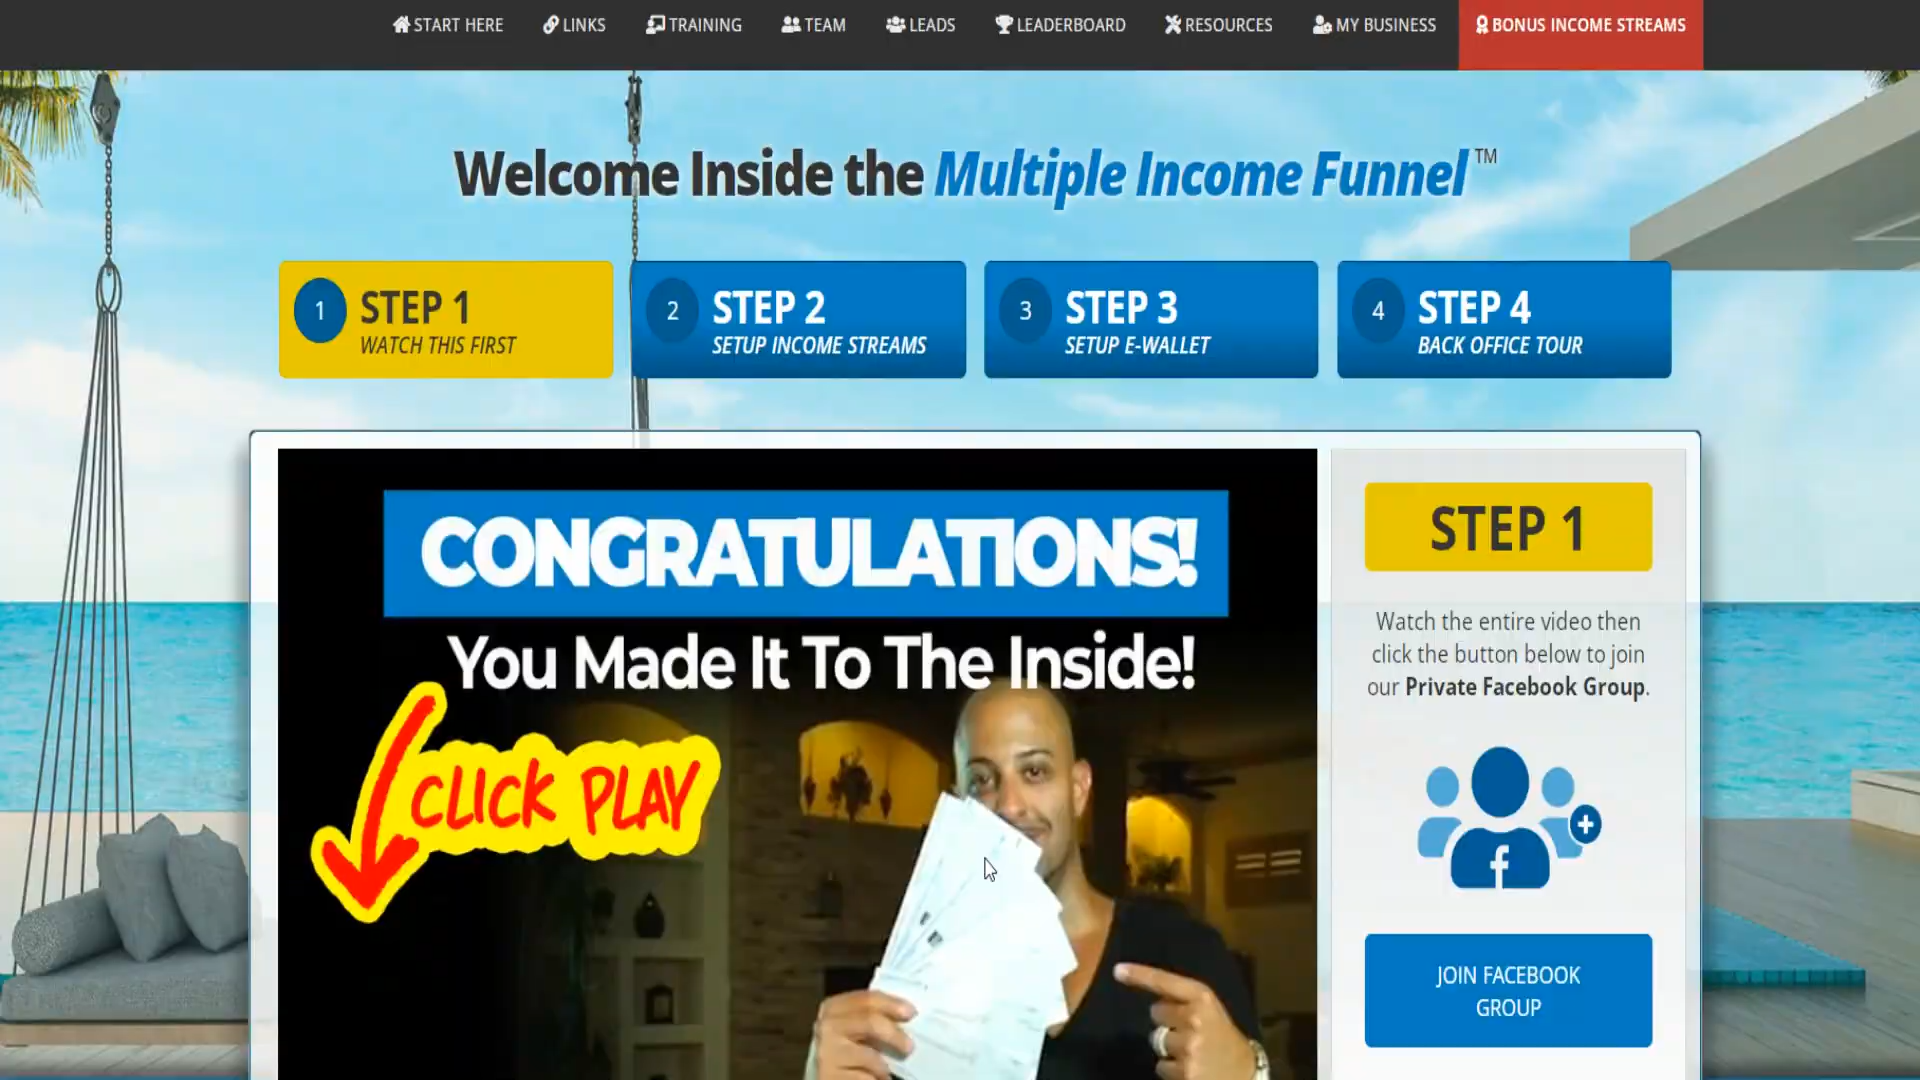 START HERE
LINKS
TRAINING
TEAM
LEADS
LEADERBOARD
RESOURCES
MY BUSINESS
BONUS INCOME STREAMS
Welcome Inside the Multiple Income Funnel™
1
STEP 1
WATCH THIS FIRST
2
STEP 2
SETUP INCOME STREAMS
3
STEP 3
SETUP E-WALLET
4
STEP 4
BACK OFFICE TOUR
CONGRATULATIONS!
You Made It To The Inside!
CLICK PLAY
STEP 1
Watch the entire video then
click the button below to join
our Private Facebook Group.
JOIN FACEBOOK
GROUP